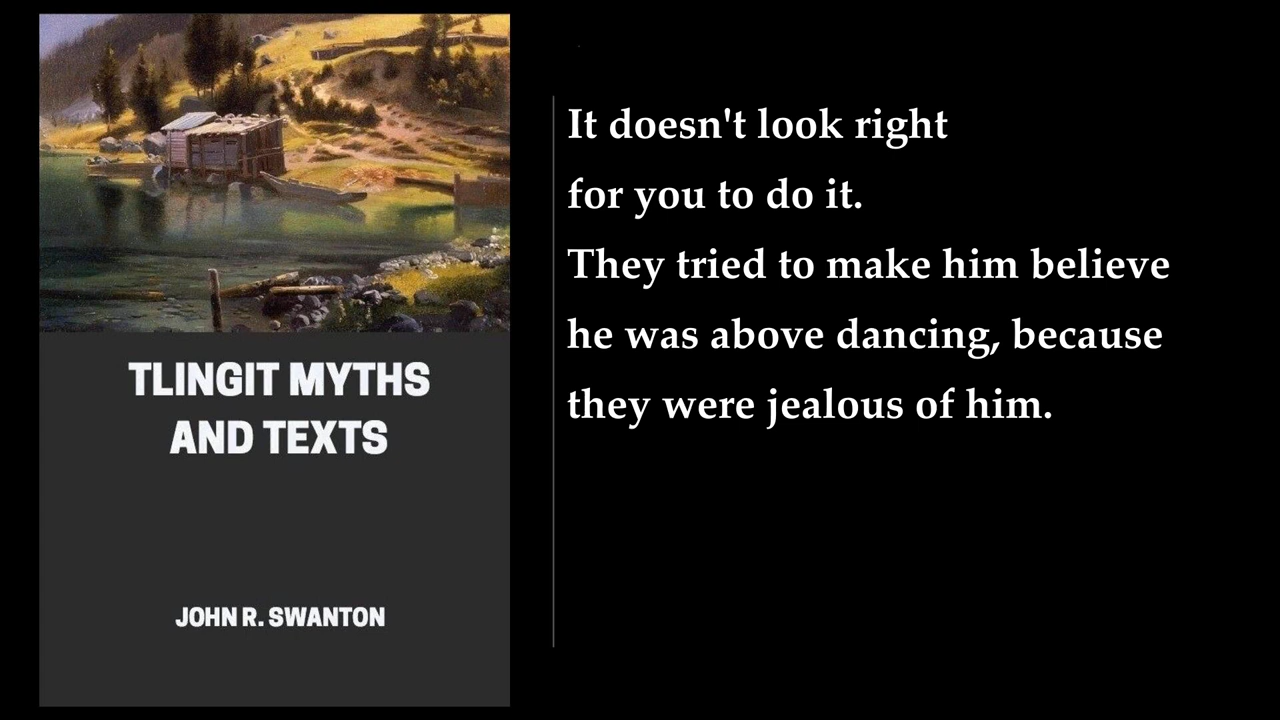 TLINGIT MYTHS
AND TEXTS
JOHN R. SWANTON
It doesn't look right
for you to do it.
They tried to make him believe
he was above dancing, because
they were jealous of him.